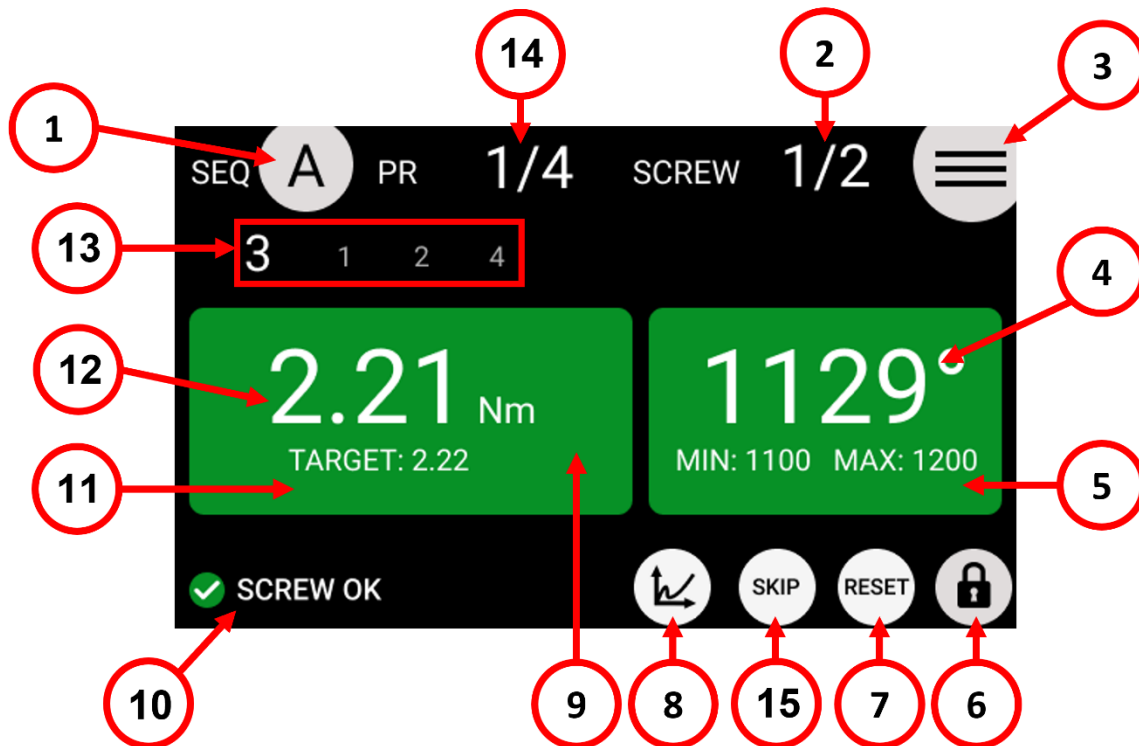 14 2 3
1
SEQ A PR 1/4 SCREW 1/2
13 3 1 2 4
4
12 2.21 Nm 1129°
TARGET: 2.22 MIN: 1100 MAX: 1200
11 5
SCREW OK SKIP RESET
10 9 8 15 7 6